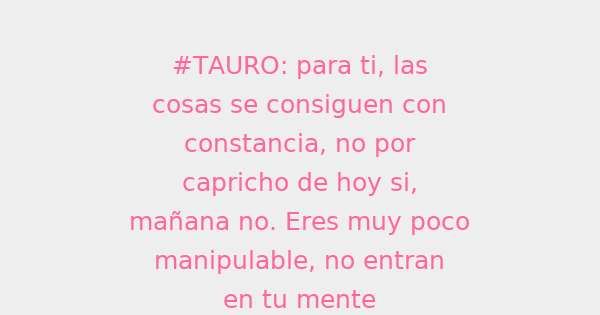 #TAURO: para ti, las
cosas se consiguen con
constancia, no por
capricho de hoy si,
mañana no. Eres muy poco
manipulable, no entran
en tu mente